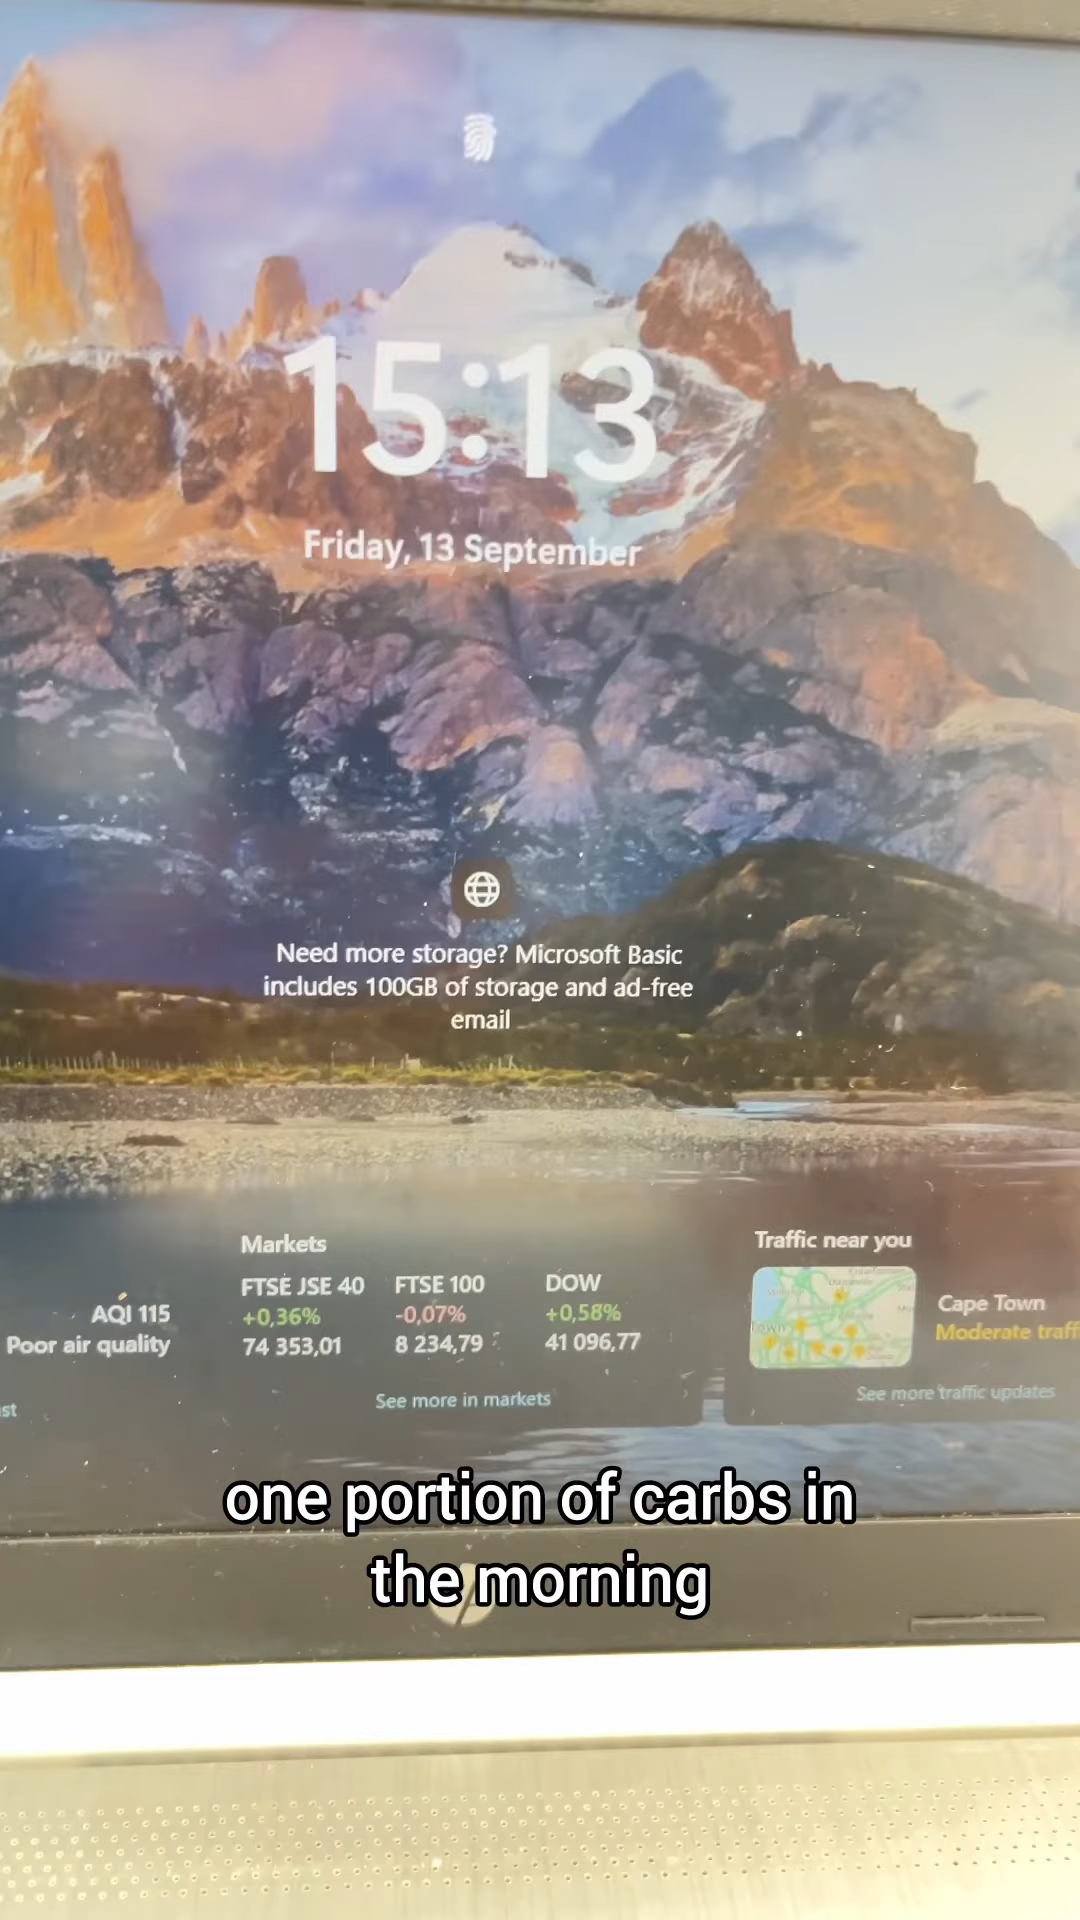 15:13
Friday, 13 September
Need more storage? Microsoft Basic
includes 100GB of storage and ad-free
email
AQI 115
Poor air quality
st
Markets
FTSE JSE 40 FTSE 100 DOW
+0,36% -0,07% +0,58%
74 353,01 8 234,79 41 096,77
See more in markets
Traffic near you
Cape Town
Moderate traff
See more traffic updates
one portion of carbs in
the morning